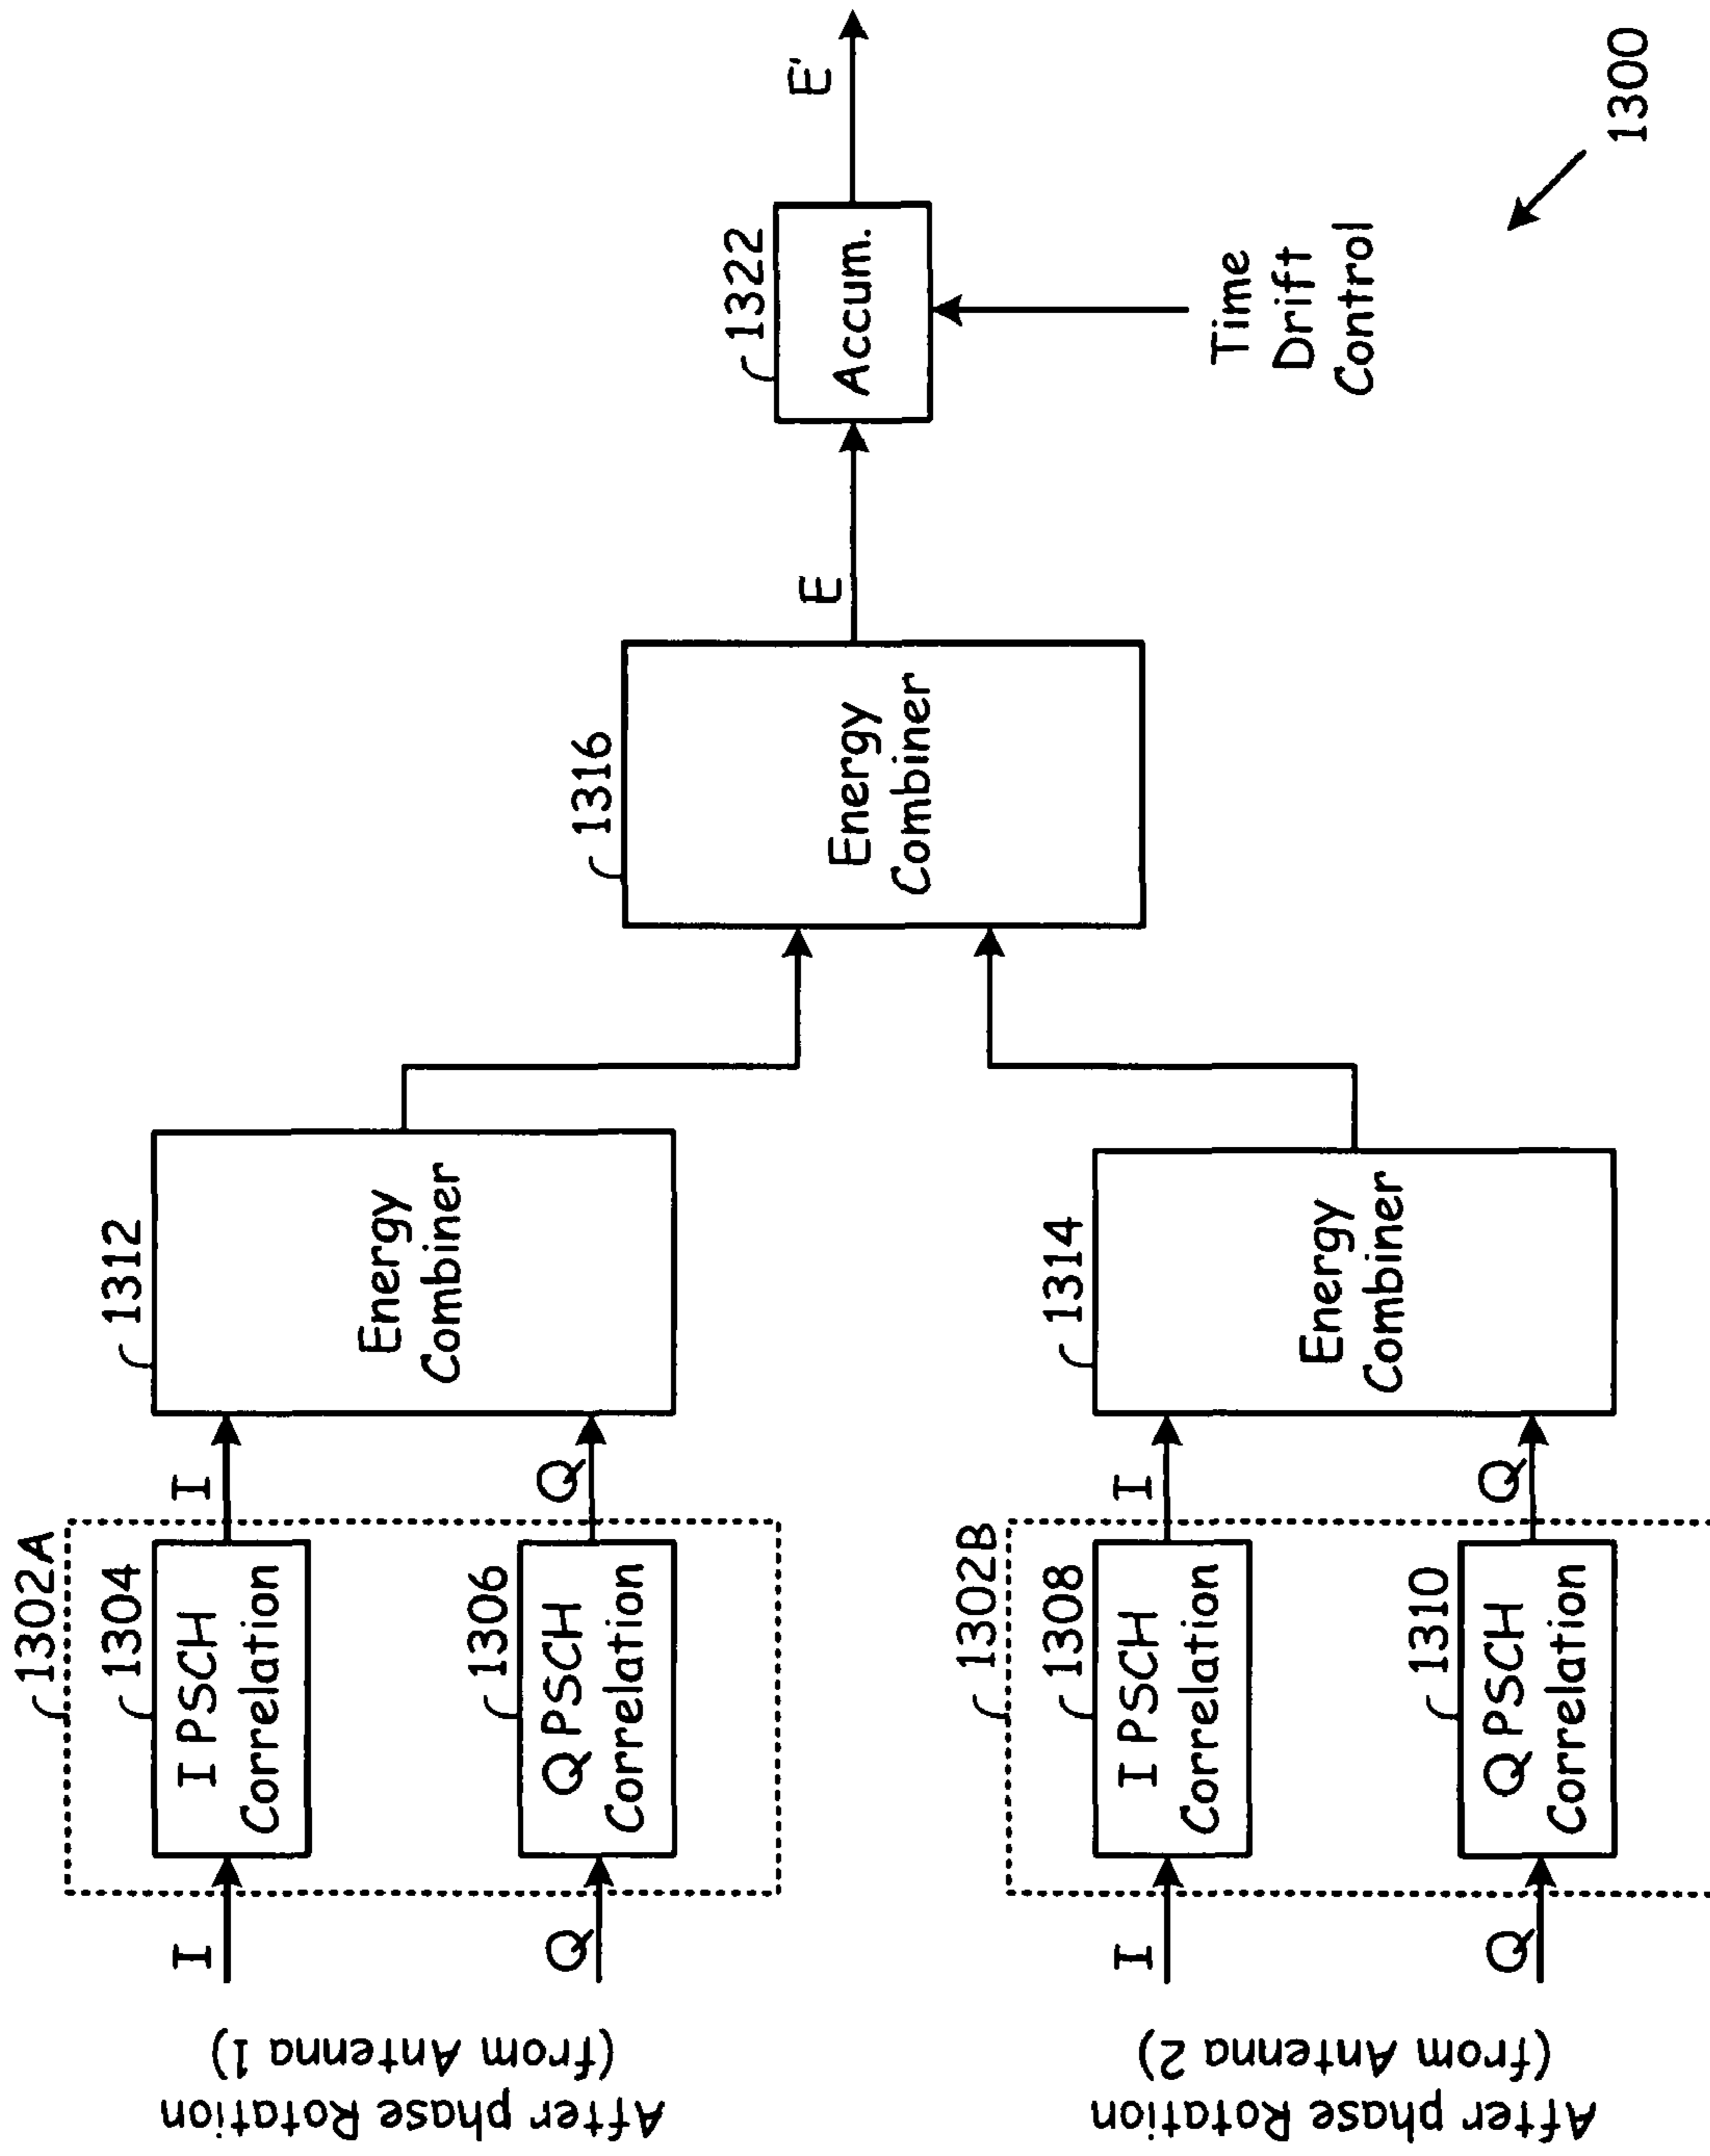 After phase Rotation
(from Antenna 1)
I
Q
1302A
1304
I PSCH
Correlation
1306
Q PSCH
Correlation
I
Q
1312
Energy
Combiner
After phase Rotation
(from Antenna 2)
I
Q
1302B
1308
I PSCH
Correlation
1310
Q PSCH
Correlation
I
Q
1314
Energy
Combiner
1316
Energy
Combiner
E
1322
Accum.
E'
Time
Drift
Control
1300